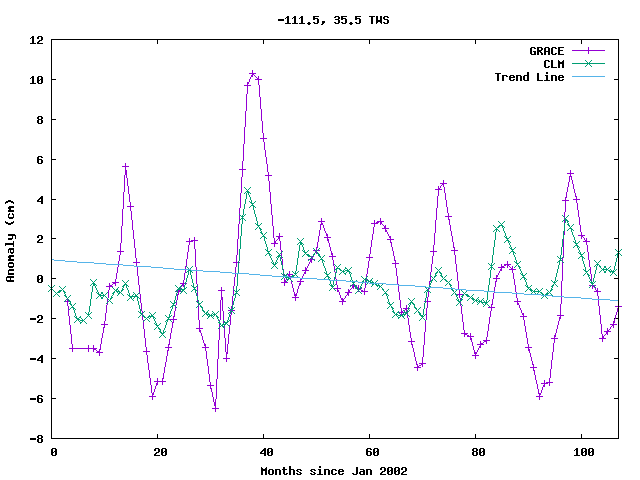 -111.5, 35.5 TWS
GRACE
CLM
Trend Line
12
10
8
6
4
2
0
-2
-4
-6
-8
Anomaly (cm)
0 20 40 60 80 100
Months since Jan 2002